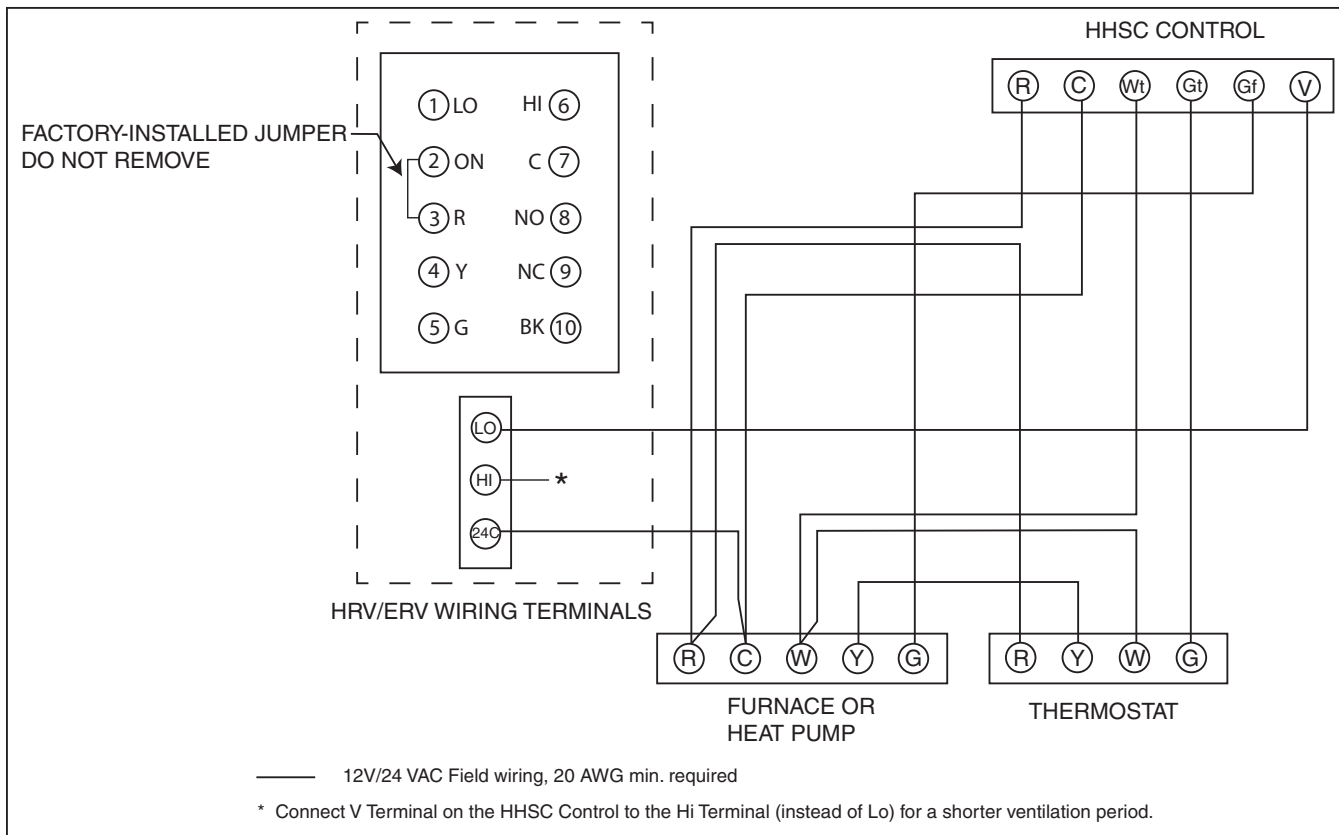 HHSC CONTROL
R C Wt Gt Gf V
FACTORY-INSTALLED JUMPER
DO NOT REMOVE
1 LO HI 6
2 ON C 7
3 R NO 8
4 Y NC 9
5 G BK 10
LO
HI *
24C
HRV/ERV WIRING TERMINALS
R C W Y G
FURNACE OR
HEAT PUMP
R Y W G
THERMOSTAT
12V/24 VAC Field wiring, 20 AWG min. required
* Connect V Terminal on the HHSC Control to the Hi Terminal (instead of Lo) for a shorter ventilation period.